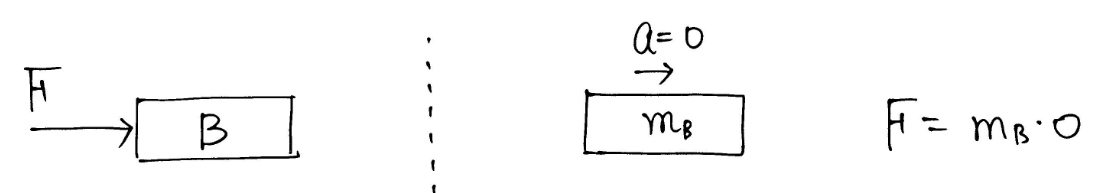 F
B
a=0
m_B
F = m_B · 0